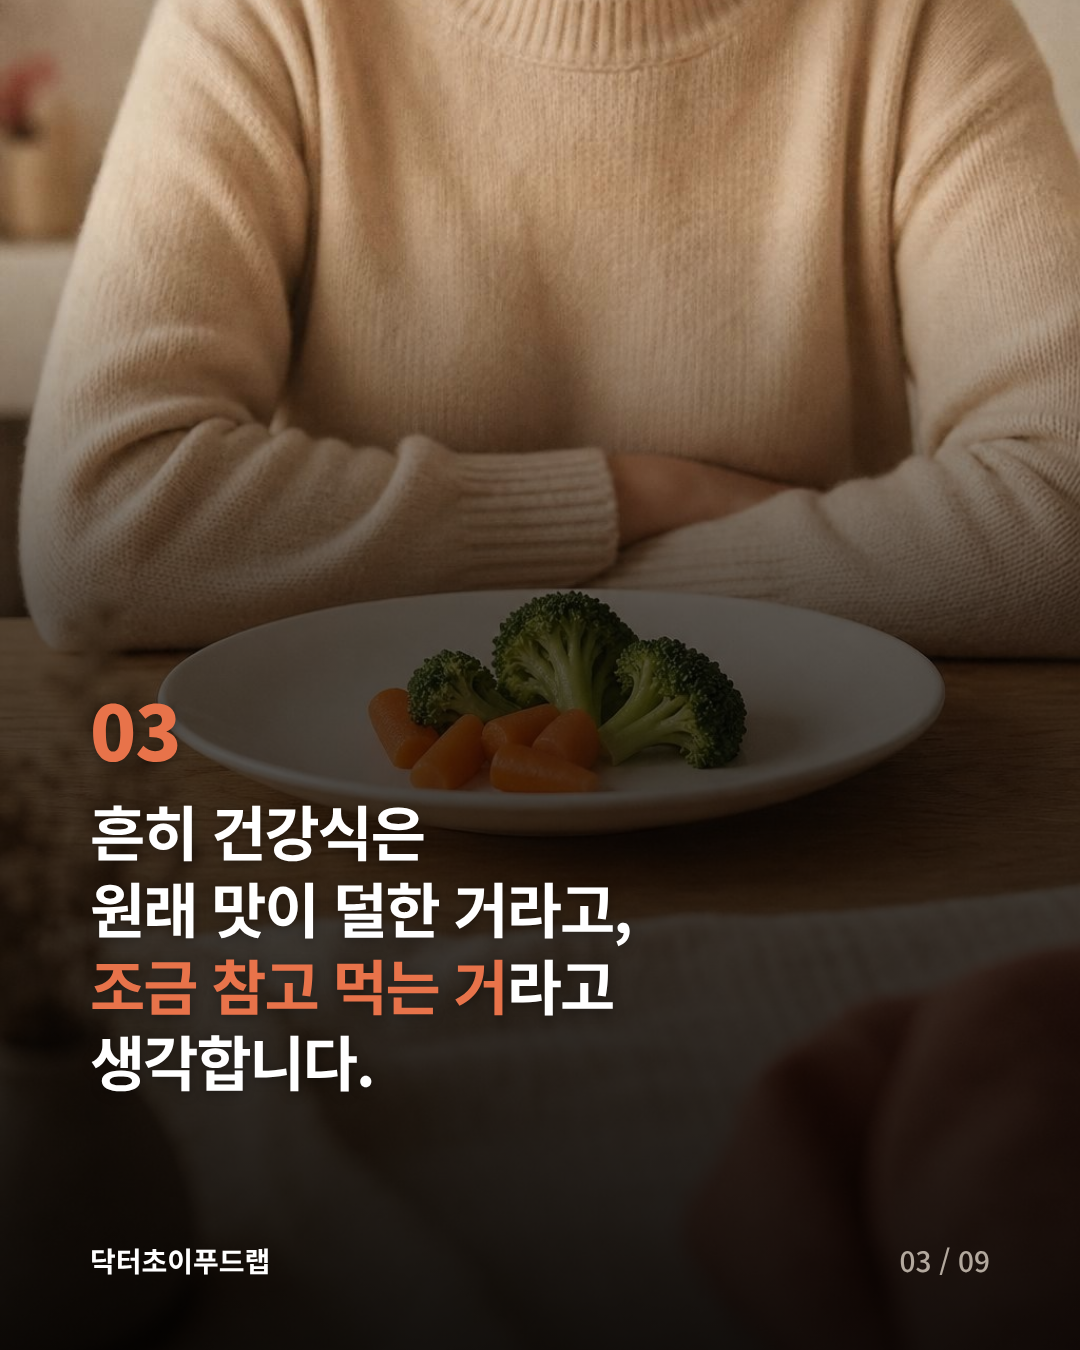 03
흔히 건강식은
원래 맛이 덜한 거라고,
조금 참고 먹는 거라고
생각합니다.
닥터초이푸드랩
03 / 09